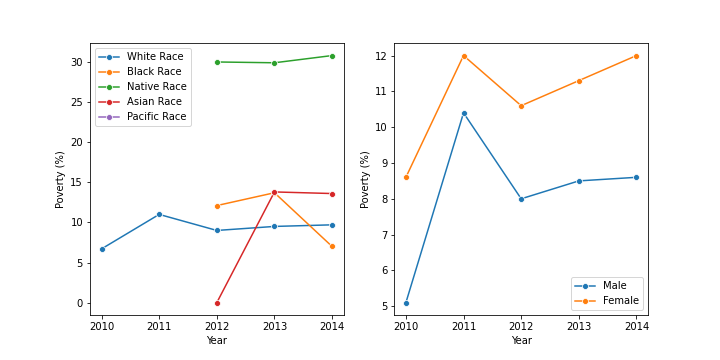 White Race
Black Race
Native Race
Asian Race
Pacific Race
30
25
20
15
10
5
0
Poverty (%)
2010 2011 2012 2013 2014
Year
12
11
10
9
8
7
6
5
Poverty (%)
Male
Female
2010 2011 2012 2013 2014
Year